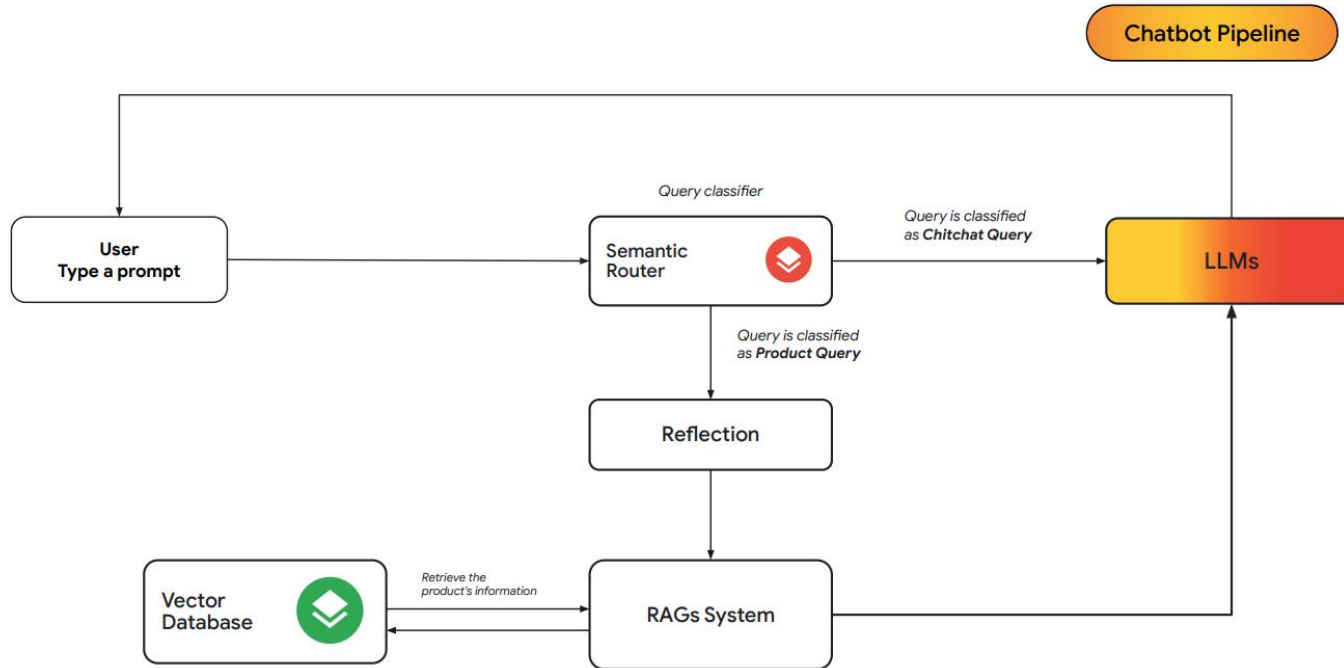 Chatbot Pipeline
Query classifier
User
Type a prompt
Semantic
Router
Query is classified
as Chitchat Query
LLMs
Query is classified
as Product Query
Reflection
Vector
Database
Retrieve the
product's information
RAGs System